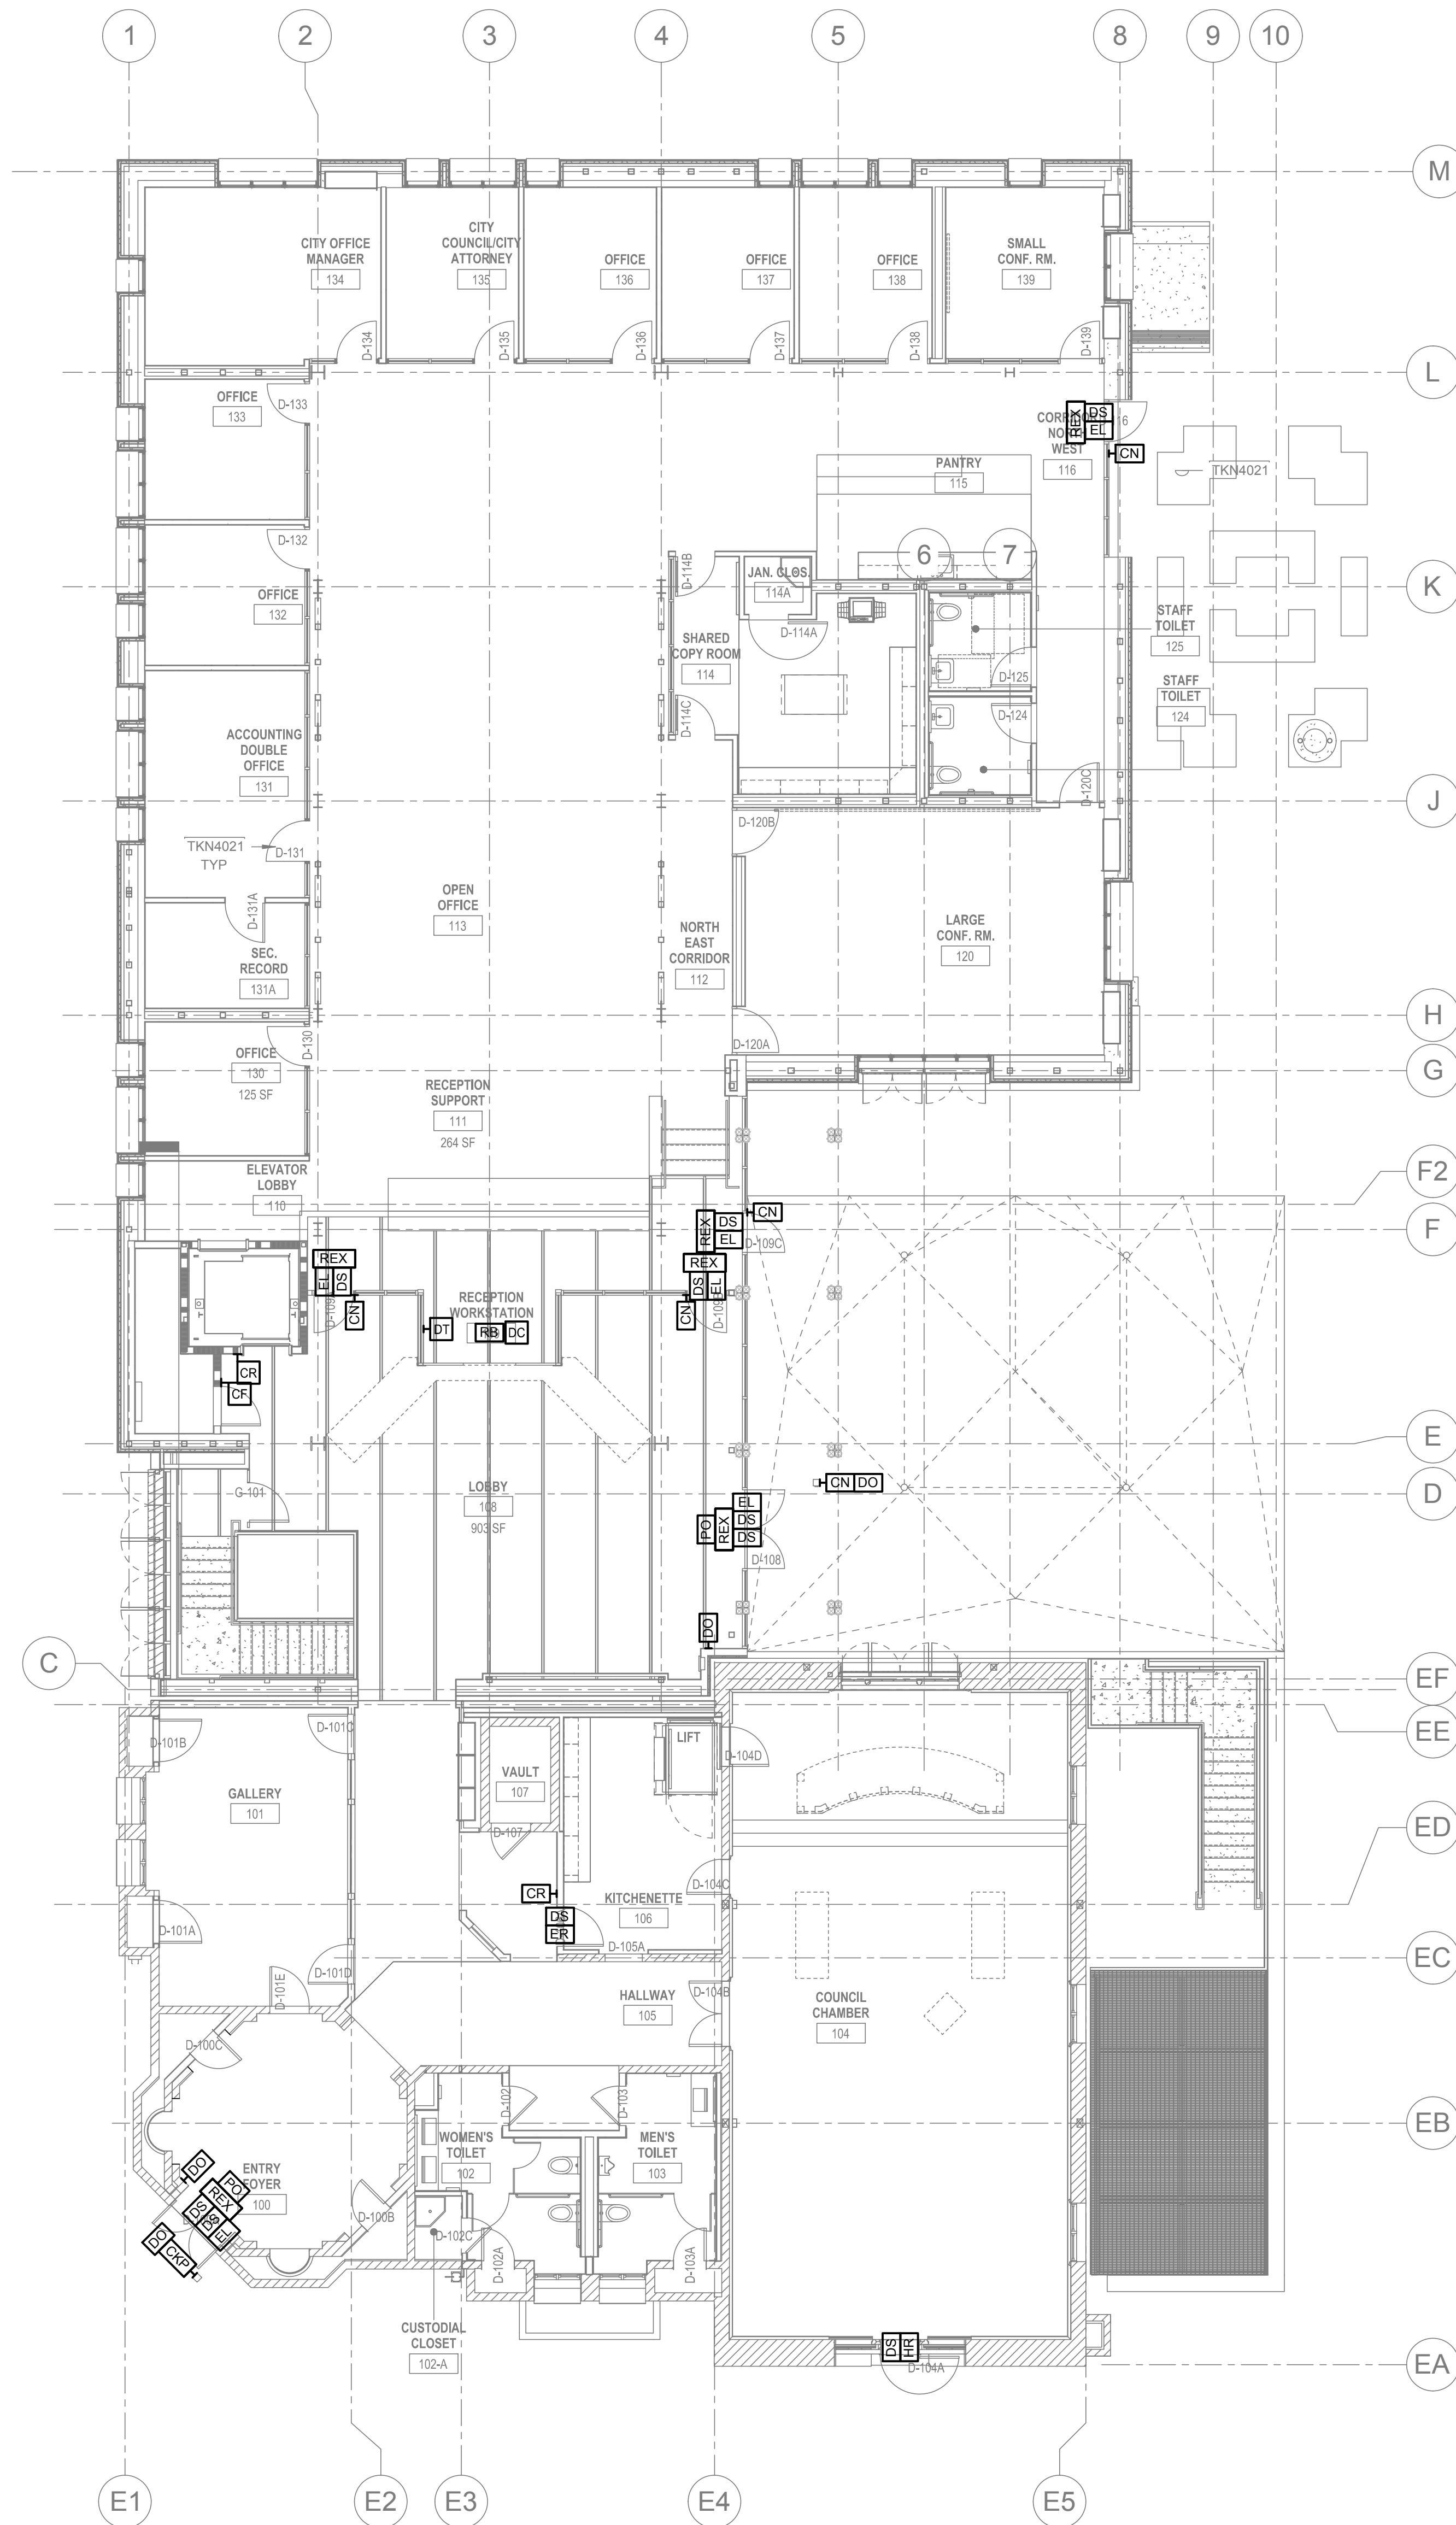 1
2
3
4
5
8
9
10
M
CITY OFFICE
MANAGER
134
CITY
COUNCIL/CITY
ATTORNEY
135
OFFICE
136
OFFICE
137
OFFICE
138
SMALL
CONF. RM.
139
D-134
D-135
D-136
D-137
D-138
D-139
L
OFFICE
133
D-133
REX
DS
EL
CN
NORTH
WEST
116
TKN4021
PANTRY
115
D-132
OFFICE
132
6
7
K
D-114B
JAN. CLOS.
114A
D-114A
SHARED
COPY ROOM
114
D-114C
STAFF
TOILET
125
D-125
STAFF
TOILET
124
D-124
D-120C
ACCOUNTING
DOUBLE
OFFICE
131
J
TKN4021
TYP
D-131
D-120B
D-131A
OPEN
OFFICE
113
SEC.
RECORD
131A
NORTH
EAST
CORRIDOR
112
LARGE
CONF. RM.
120
H
D-130
D-120A
OFFICE
130
125 SF
G
RECEPTION
SUPPORT
111
264 SF
ELEVATOR
LOBBY
110
F2
F
REX
DS
EL
CN
D-109C
REX
EL
DS
CN
REX
DS
EL
CN
RECEPTION
WORKSTATION
DT
RB
DC
CR
CF
E
G-101
LOBBY
108
903 SF
CN
DO
D
EL
DS
DS
REX
PO
D-108
DO
C
EF
EE
D-101B
D-101C
LIFT
D-104D
VAULT
107
D-107
GALLERY
101
ED
CR
DS
ER
KITCHENETTE
106
D-104C
D-101A
D-105A
EC
D-101D
D-101E
HALLWAY
105
D-104B
COUNCIL
CHAMBER
104
D-100C
D-102
D-103
EB
WOMEN'S
TOILET
102
MEN'S
TOILET
103
ENTRY
FOYER
100
DO
PO
REX
DS
DS
EL
DO
CKP
D-100B
D-102C
D-102A
D-103A
CUSTODIAL
CLOSET
102-A
DS
HR
D-104A
EA
E1
E2
E3
E4
E5